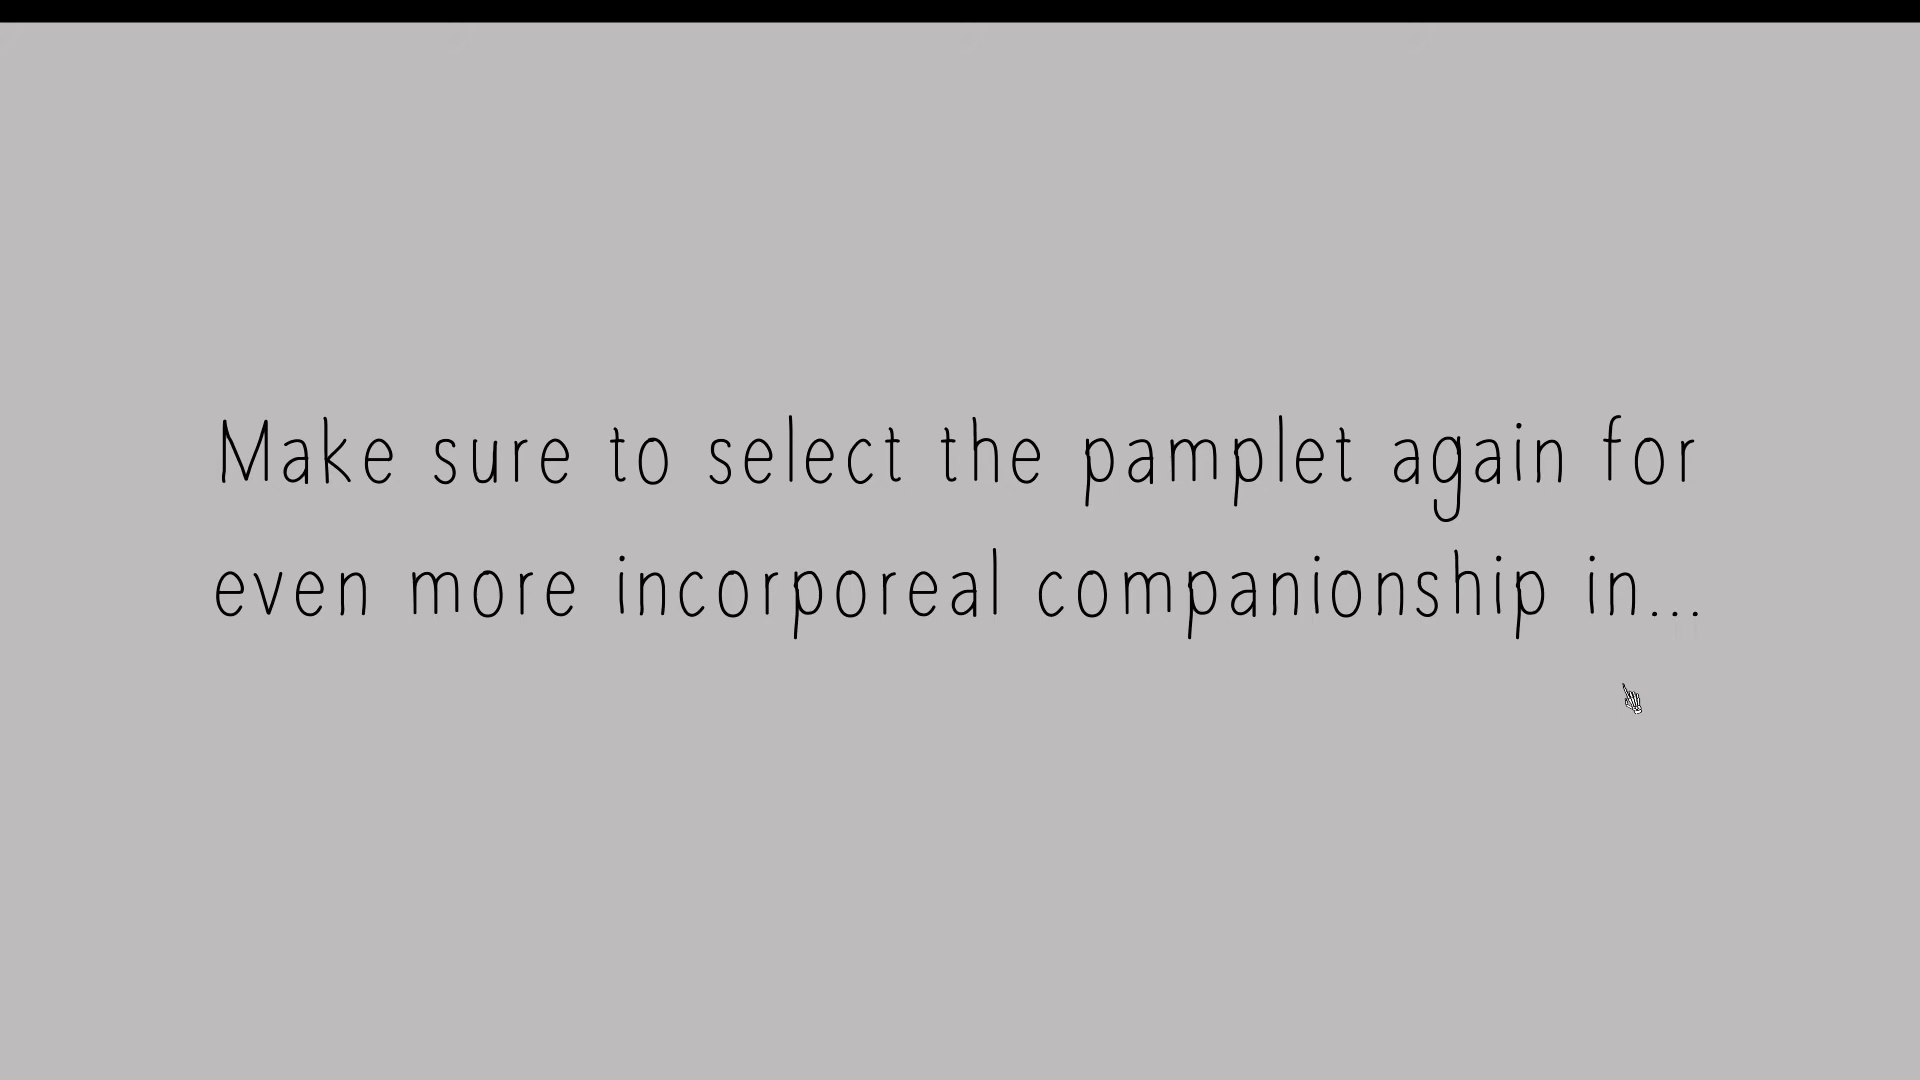 Make sure to select the pamplet again for
even more incorporeal companionship in...